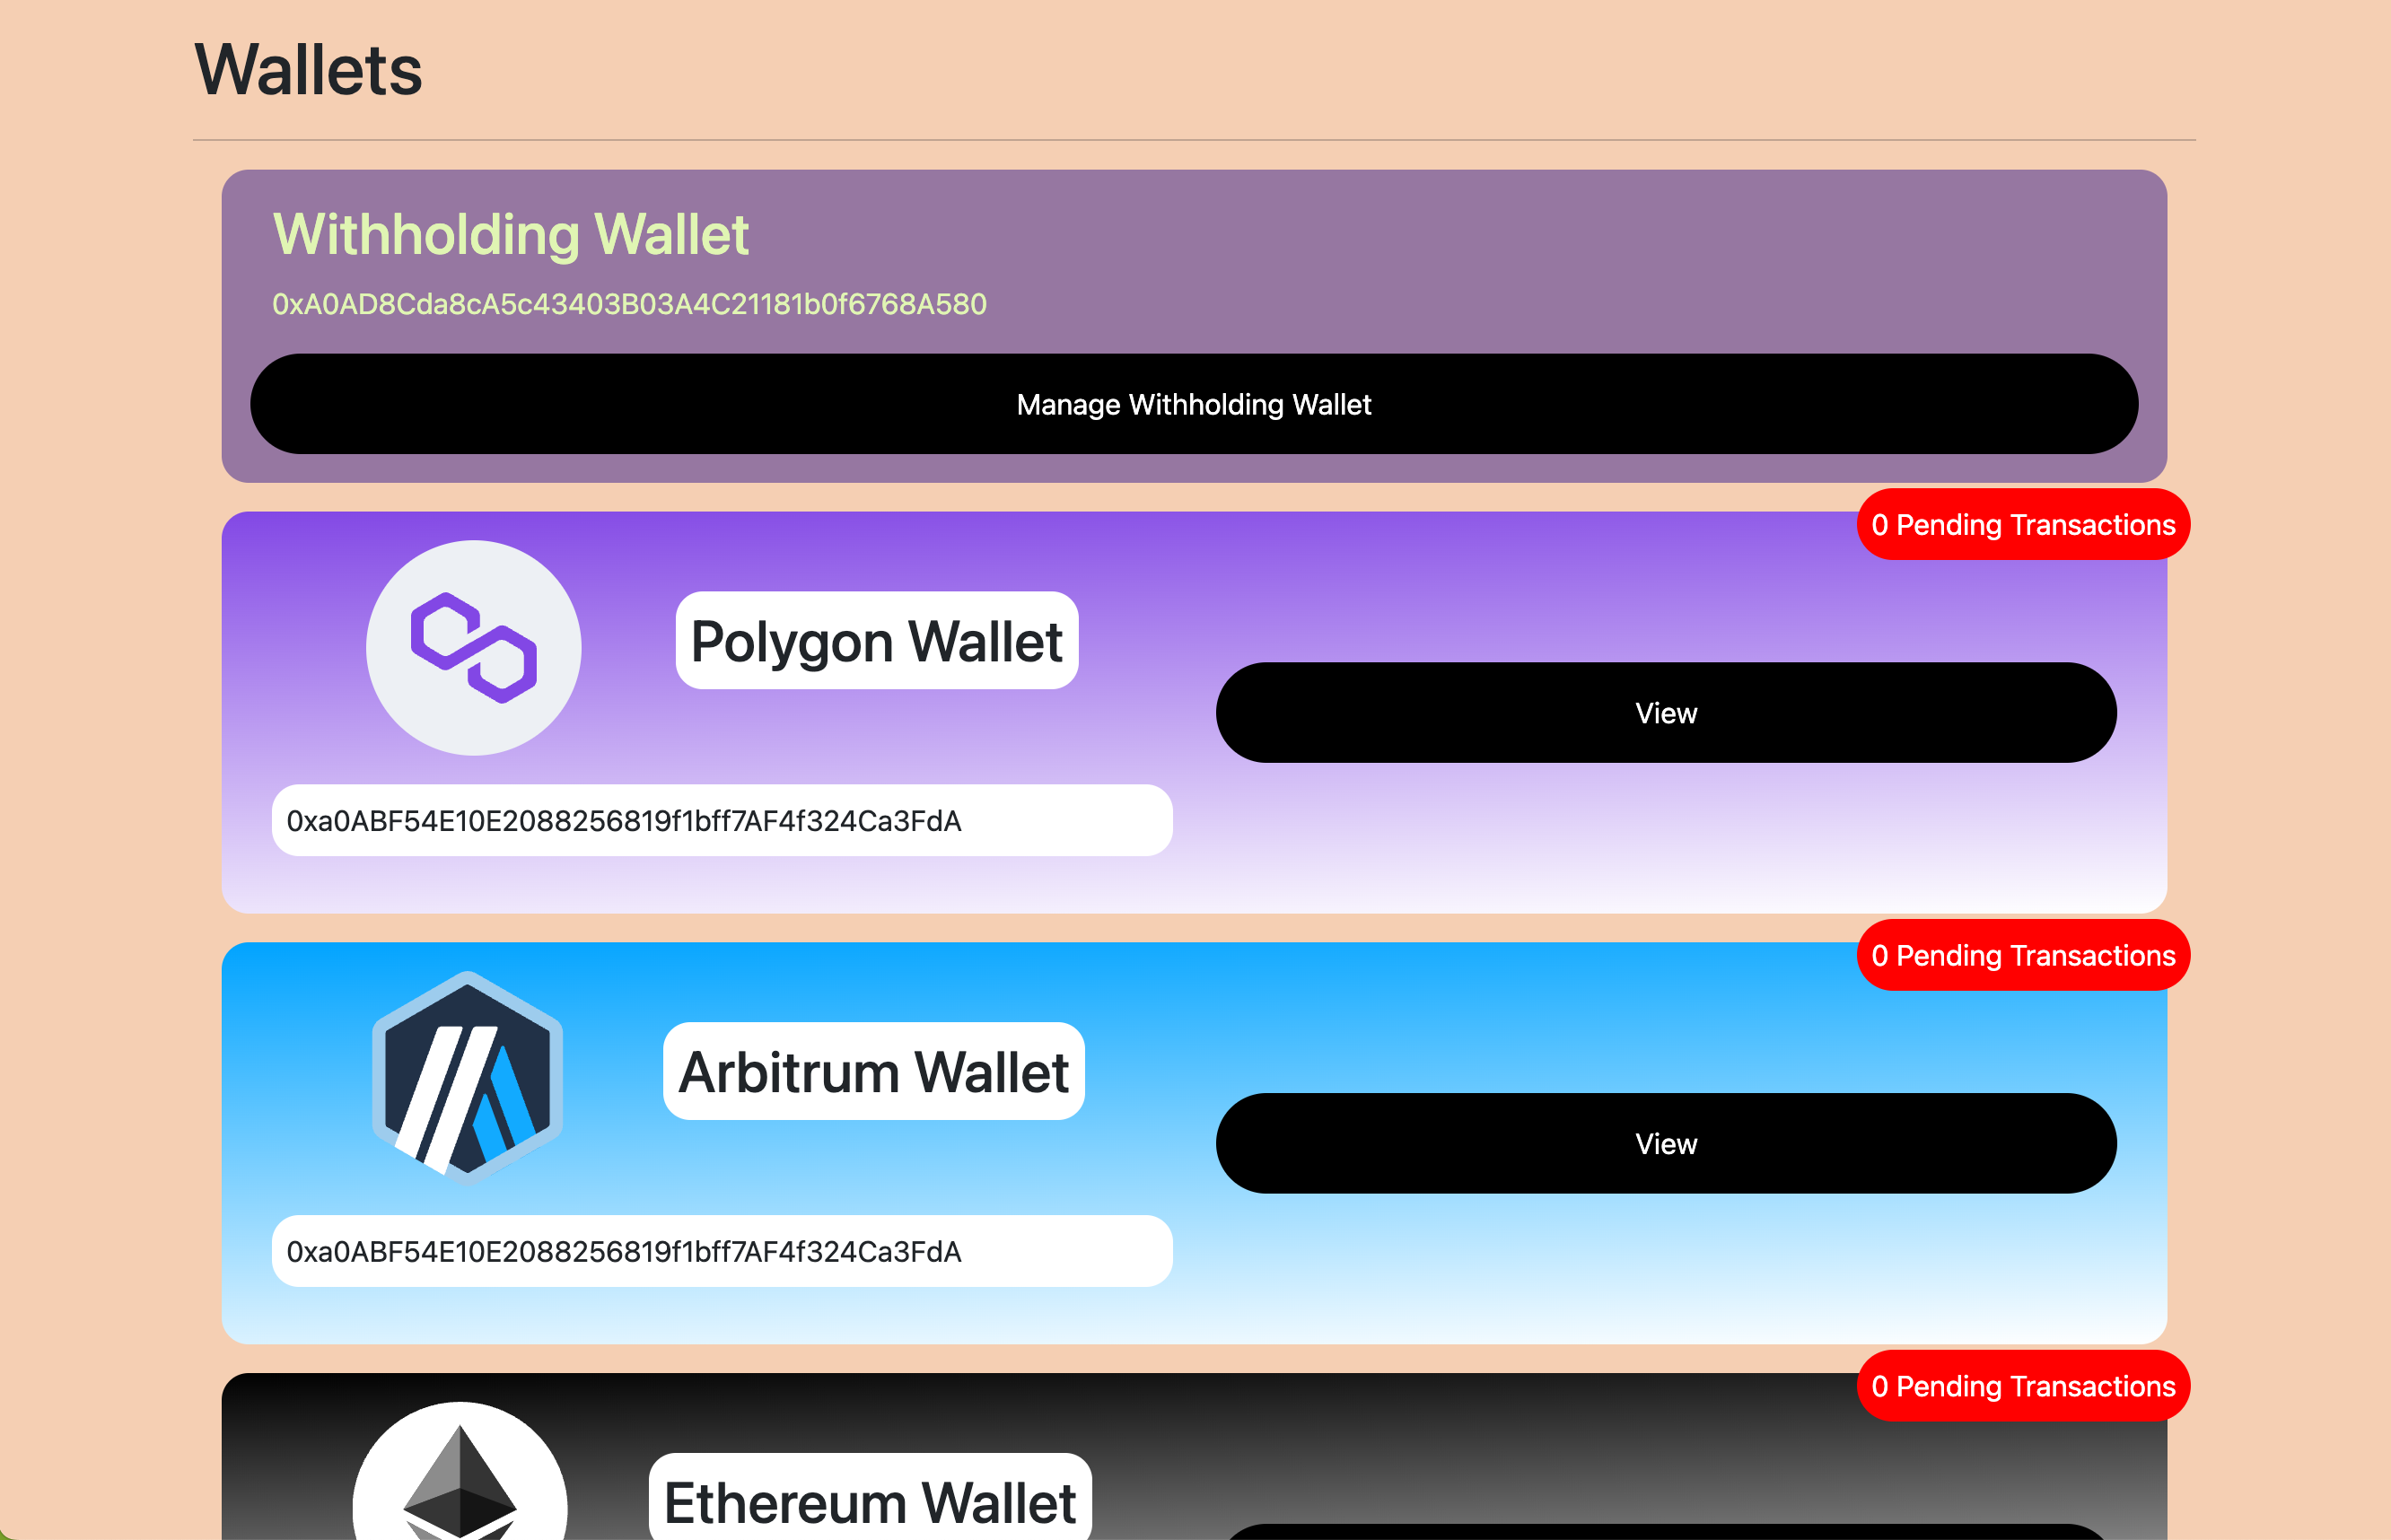 Wallets
Withholding Wallet
0xA0AD8Cda8cA5c43403B03A4C21181b0f6768A580
Manage Withholding Wallet
0 Pending Transactions
Polygon Wallet
View
0xa0ABF54E10E2088256819f1bff7AF4f324Ca3FdA
0 Pending Transactions
Arbitrum Wallet
View
0xa0ABF54E10E2088256819f1bff7AF4f324Ca3FdA
0 Pending Transactions
Ethereum Wallet